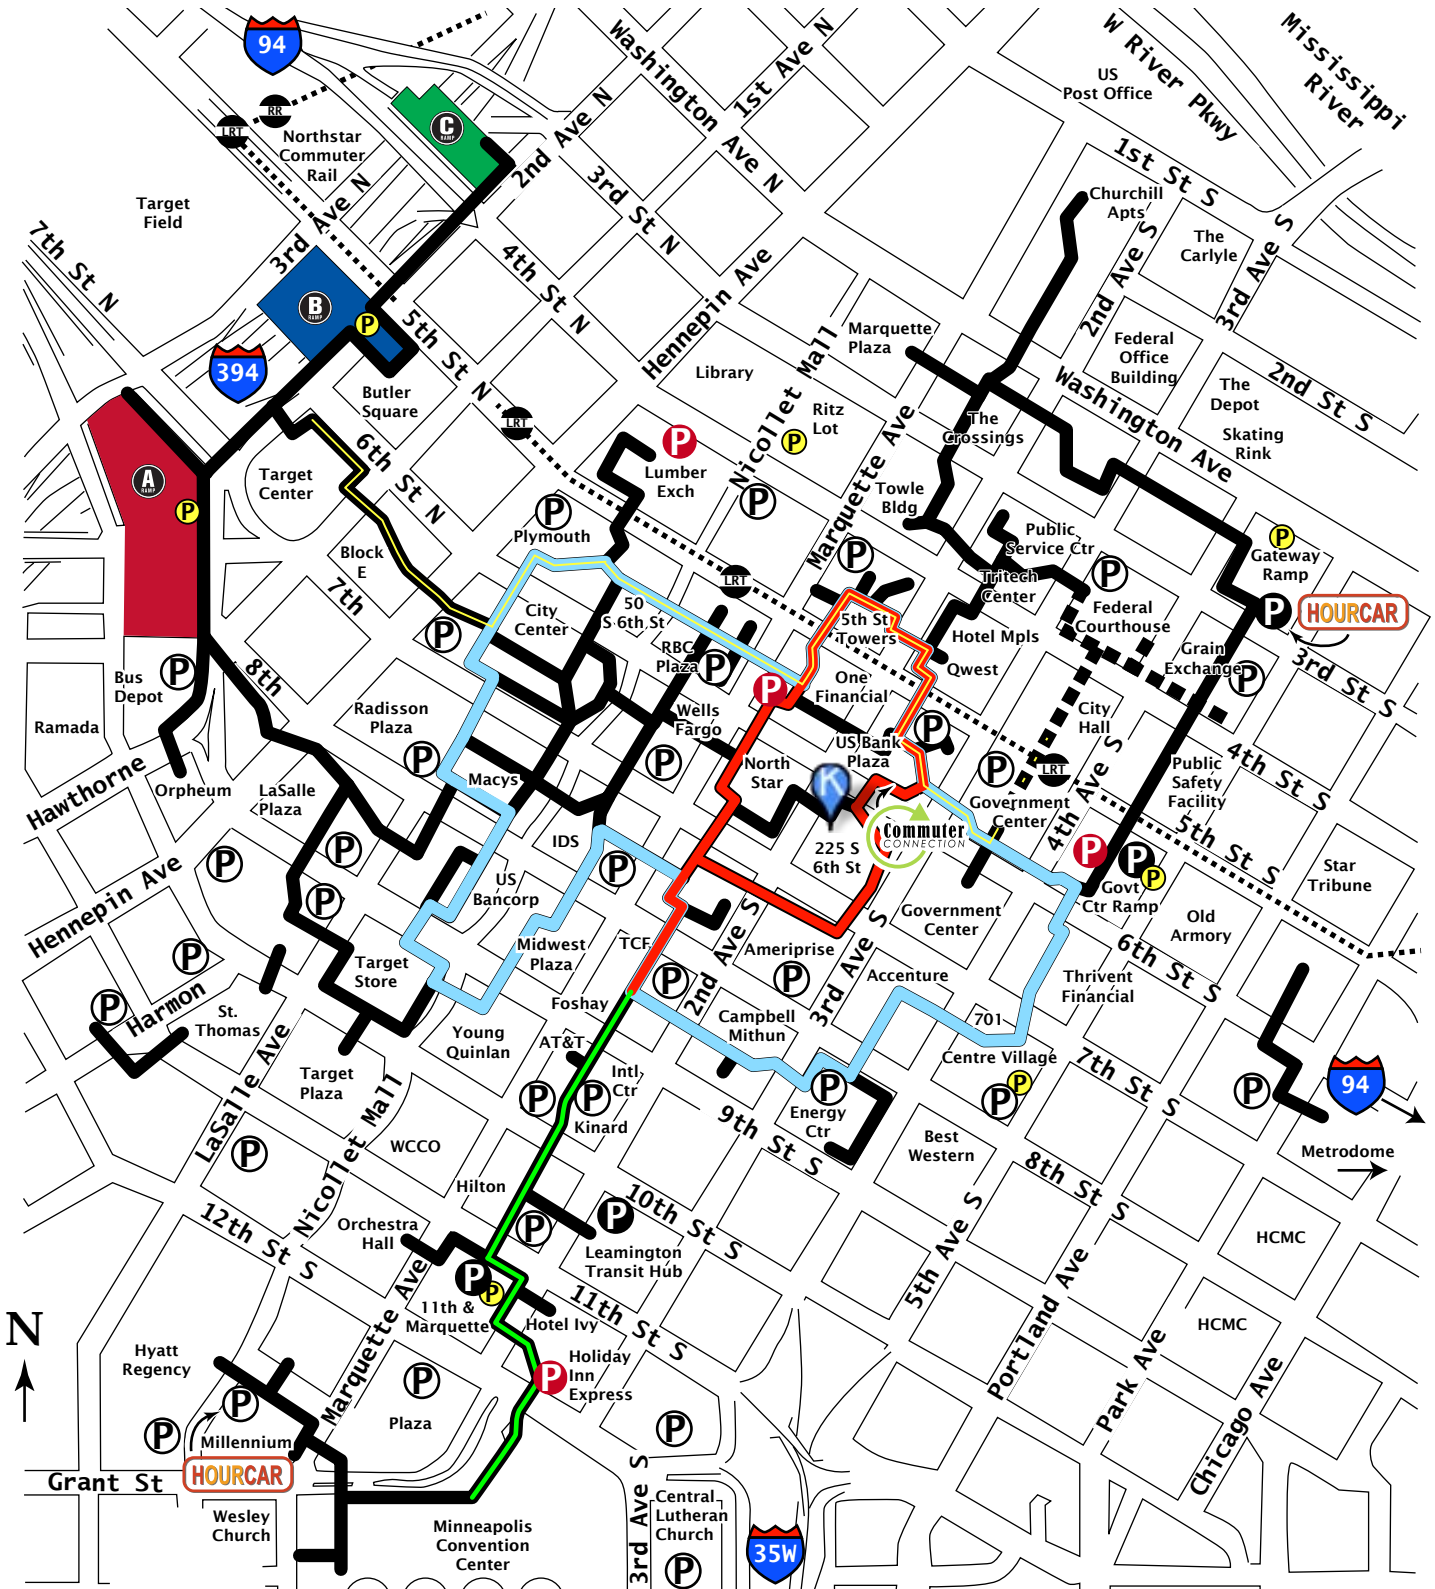 94
RR
LRT
Northstar
Commuter
Rail
C
RAMP
2nd Ave N
Washington Ave N
1st Ave N
W River Pkwy
Mississippi
River
US
Post Office
1st St S
Target
Field
3rd Ave N
7th St N
3rd St N
4th St N
Hennepin Ave
Churchill
Apts
The
Carlyle
2nd Ave S
3rd Ave S
B
RAMP
P
5th St N
394
Butler
Square
Library
Nicollet Mall
Marquette
Plaza
Federal
Office
Building
Washington Ave
The
Depot
2nd St S
Skating
Rink
Ritz
Lot
P
The
Crossings
Marquette Ave
LRT
P
Lumber
Exch
A
RAMP
P
Target
Center
6th St N
P
Plymouth
P
Towle
Bldg
Public
Service Ctr
P
Gateway
Ramp
P
HOURCAR
Block
E
7th
P
LRT
Tritech
Center
P
Federal
Courthouse
City
Center
50
S 6th St
RBC
Plaza
P
5th St
Towers
Hotel Mpls
Qwest
Grain
Exchange
P
3rd St S
P
Bus
Depot
P
8th
One
Financial
P
Ramada
Radisson
Plaza
Wells
Fargo
P
City
Hall
US Bank
Plaza
4th St S
Hawthorne
Orpheum
LaSalle
Plaza
P
Macys
P
North
Star
K
P
LRT
Public
Safety
Facility
Government
Center
4th Ave S
5th St S
Commuter
CONNECTION
IDS
225 S
6th St
P
P
P
Govt
Ctr Ramp
Star
Tribune
Hennepin Ave
P
P
P
P
US
Bancorp
Government
Center
Old
Armory
P
Target
Store
Midwest
Plaza
TCF
2nd Ave S
Ameriprise
P
3rd Ave S
Accenture
6th St S
Thrivent
Financial
P
Harmon
St.
Thomas
P
Foshay
Young
Quinlan
AT&T
Campbell
Mithun
701
Centre Village
P
P
7th St S
94
P
Metrodome
LaSalle Ave
Target
Plaza
Nicollet Mall
Intl
Ctr
P
P
Kinard
9th St S
P
Energy
Ctr
Best
Western
8th St S
P
WCCO
Hilton
10th St S
P
P
Leamington
Transit Hub
5th Ave S
HCMC
12th St S
Orchestra
Hall
P
P
11th &
Marquette
Hotel Ivy
11th St S
Portland Ave
HCMC
N
Hyatt
Regency
Marquette Ave
P
P
Holiday
Inn
Express
Park Ave
Chicago Ave
P
P
Plaza
P
Millennium
HOURCAR
Grant St
Wesley
Church
Minneapolis
Convention
Center
3rd Ave S
Central
Lutheran
Church
P
35W